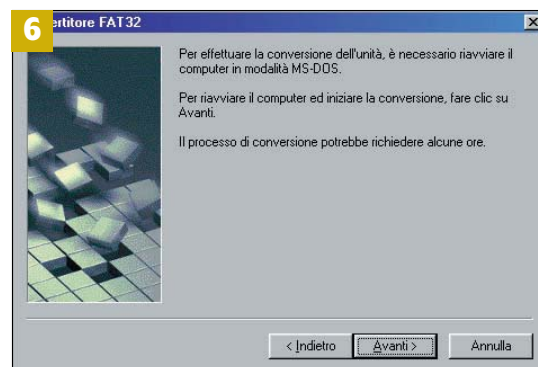 6
ertitore FAT32
Per effettuare la conversione dell'unità, è necessario riavviare il
computer in modalità MS-DOS.
Per riavviare il computer ed iniziare la conversione, fare clic su
Avanti.
Il processo di conversione potrebbe richiedere alcune ore.
< Indietro Avanti > Annulla